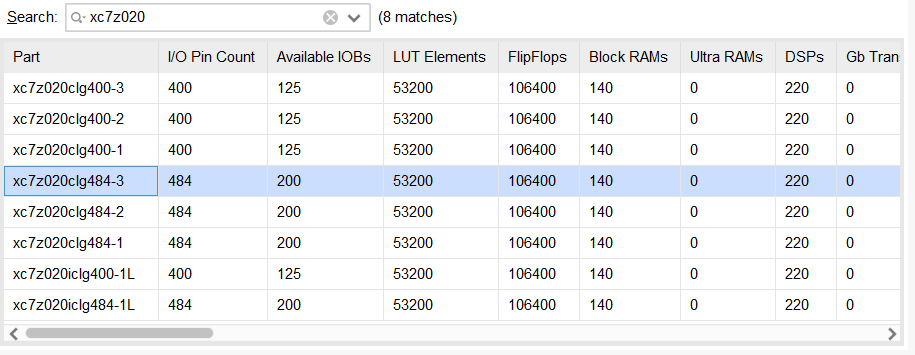 Search: xc7z020 (8 matches)
Part I/O Pin Count Available IOBs LUT Elements FlipFlops Block RAMs Ultra RAMs DSPs Gb Tran
xc7z020clg400-3 400 125 53200 106400 140 0 220 0
xc7z020clg400-2 400 125 53200 106400 140 0 220 0
xc7z020clg400-1 400 125 53200 106400 140 0 220 0
xc7z020clg484-3 484 200 53200 106400 140 0 220 0
xc7z020clg484-2 484 200 53200 106400 140 0 220 0
xc7z020clg484-1 484 200 53200 106400 140 0 220 0
xc7z020iclg400-1L 400 125 53200 106400 140 0 220 0
xc7z020iclg484-1L 484 200 53200 106400 140 0 220 0